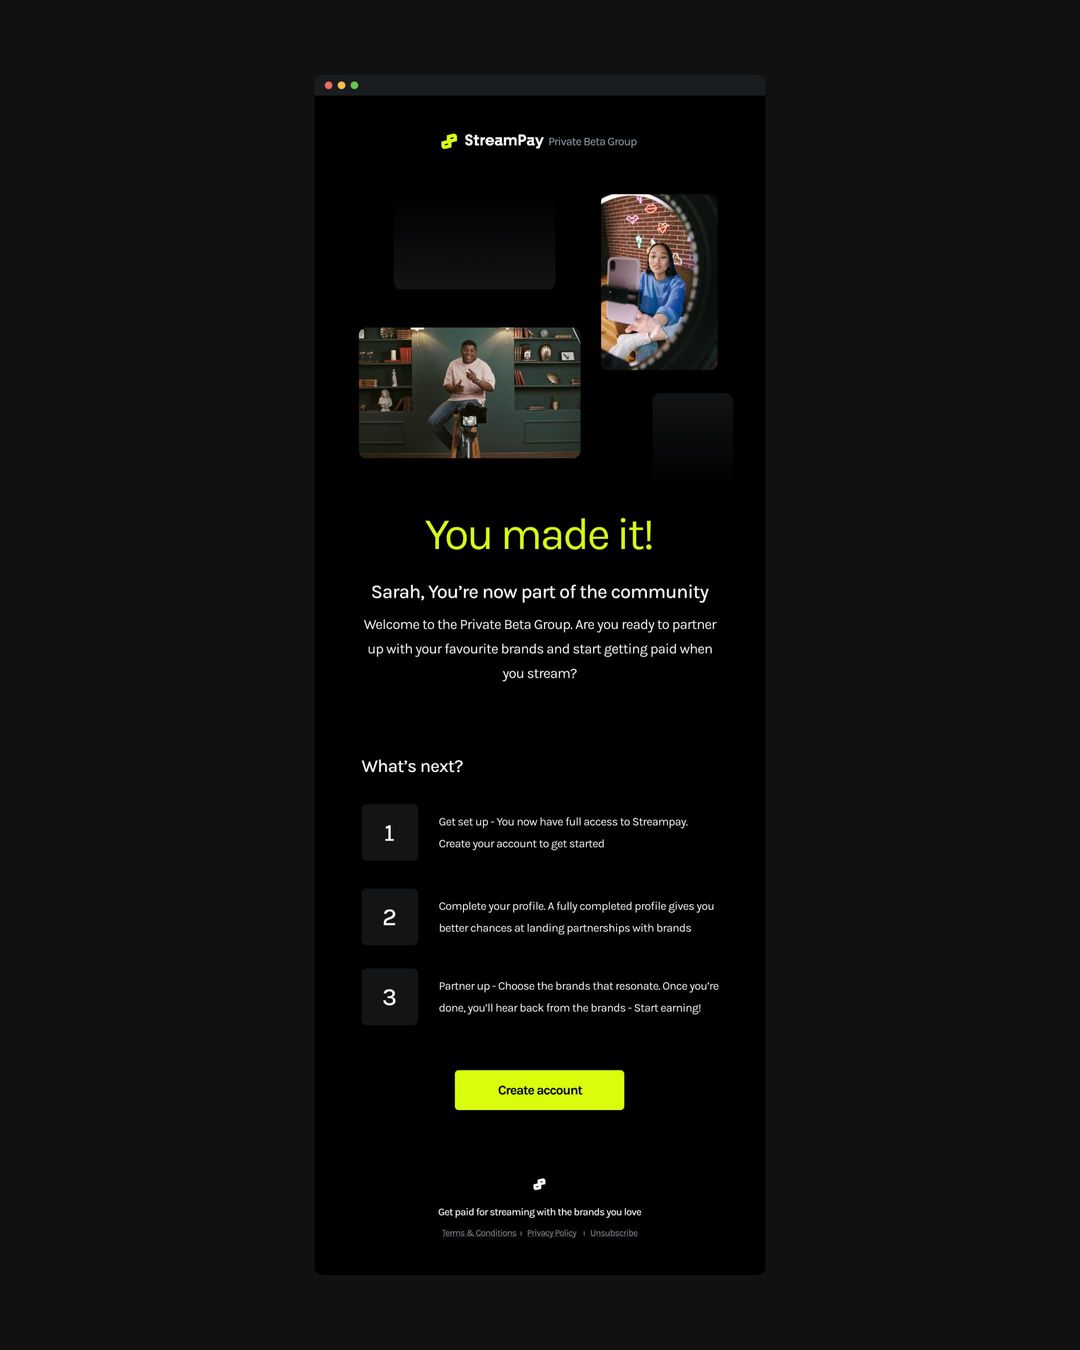 StreamPay Private Beta Group
You made it!
Sarah, You’re now part of the community
Welcome to the Private Beta Group. Are you ready to partner
up with your favourite brands and start getting paid when
you stream?
What’s next?
1
Get set up - You now have full access to Streampay.
Create your account to get started
2
Complete your profile. A fully completed profile gives you
better chances at landing partnerships with brands
3
Partner up - Choose the brands that resonate. Once you’re
done, you’ll hear back from the brands - Start earning!
Create account
Get paid for streaming with the brands you love
Terms & Conditions | Privacy Policy | Unsubscribe